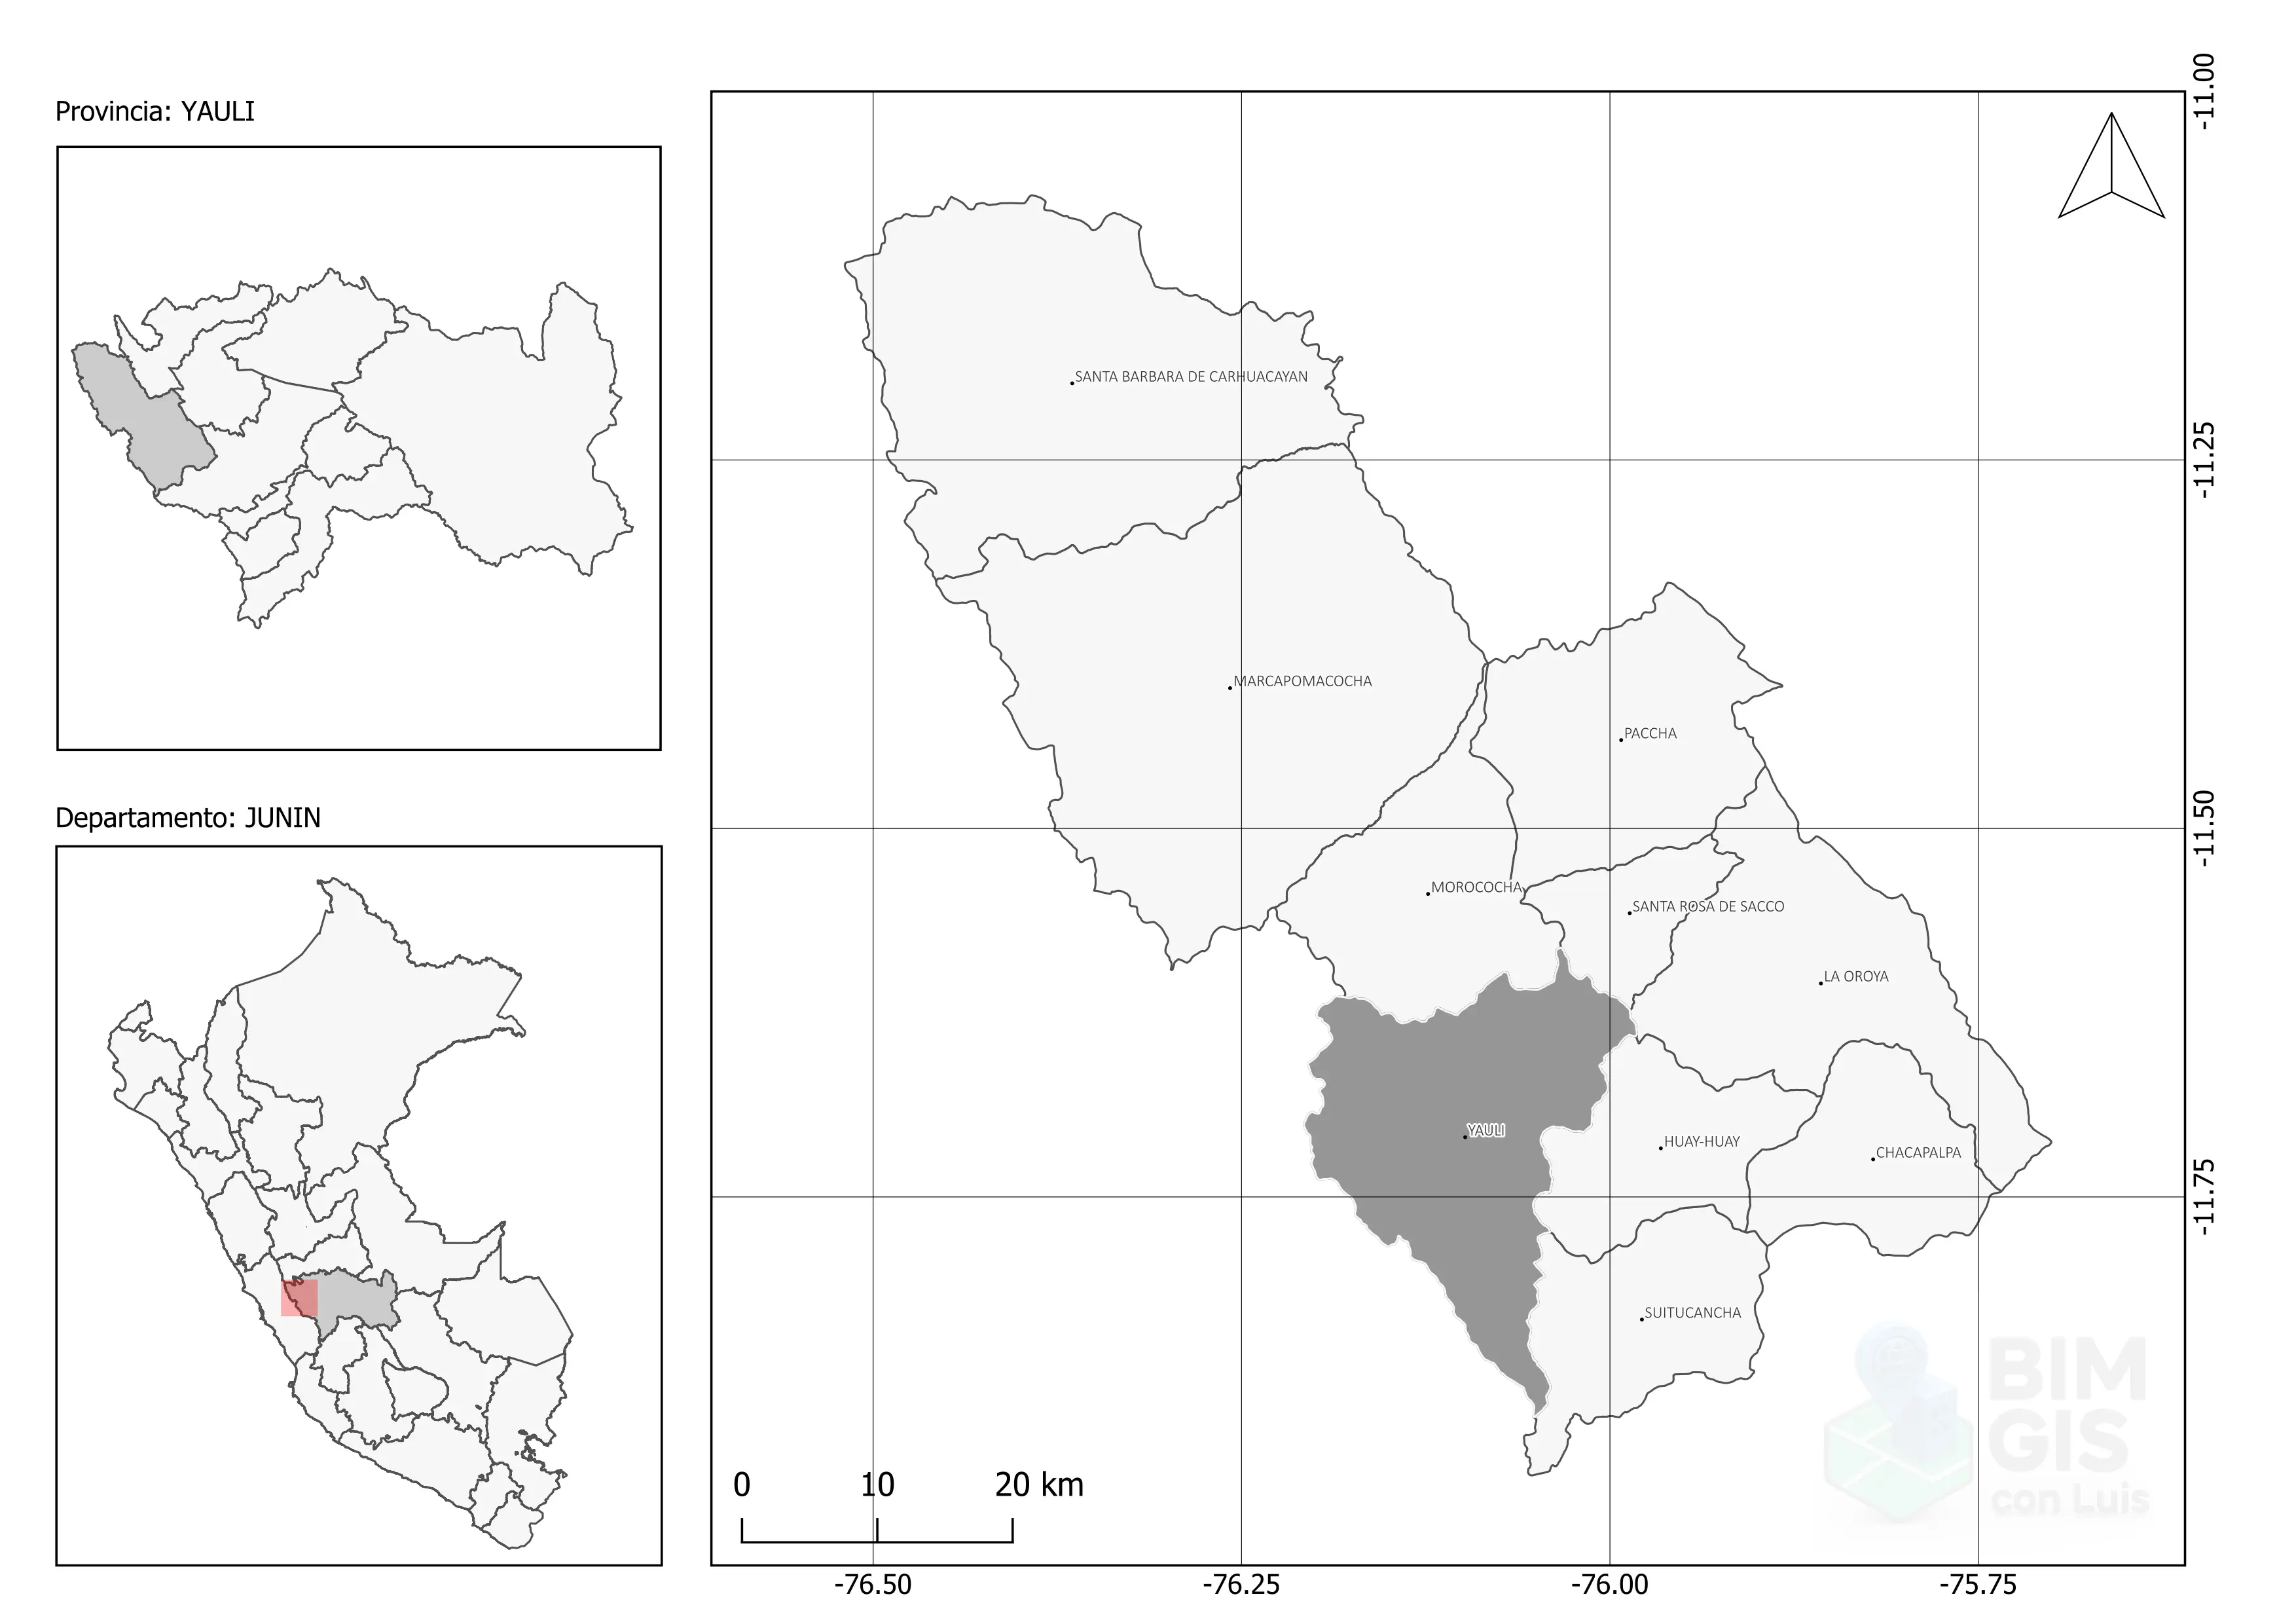 Provincia: YAULI
Departamento: JUNIN
SANTA BARBARA DE CARHUACAYAN
MARCAPOMACOCHA
PACCHA
MOROCOCHA
SANTA ROSA DE SACCO
LA OROYA
YAULI
HUAY-HUAY
CHACAPALPA
SUITUCANCHA
0 10 20 km
-76.50 -76.25 -76.00 -75.75
-11.00
-11.25
-11.50
-11.75
BIM
GIS
con Luis